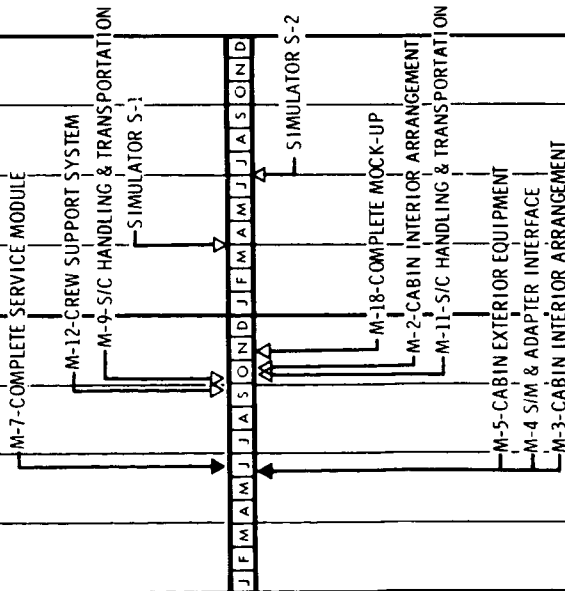 M-7-COMPLETE SERVICE MODULE
M-12-CREW SUPPORT SYSTEM
M-9-S/C HANDLING & TRANSPORTATION
SIMULATOR S-1
J F M A M J J A S O N D J F M A M J J A S O N D
SIMULATOR S-2
M-18-COMPLETE MOCK-UP
M-2-CABIN INTERIOR ARRANGEMENT
M-11-S/C HANDLING & TRANSPORTATION
M-5-CABIN EXTERIOR EQUIPMENT
M-4 S/M & ADAPTER INTERFACE
M-3-CABIN INTERIOR ARRANGEMENT